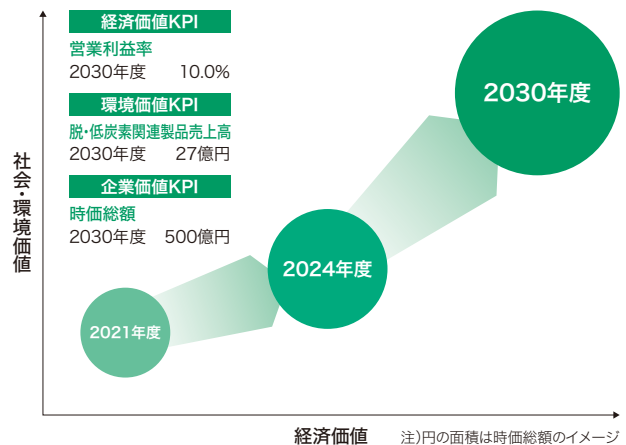 経済価値KPI
営業利益率
2030年度 10.0%
環境価値KPI
脱・低炭素関連製品売上高
2030年度 27億円
企業価値KPI
時価総額
2030年度 500億円
社会・環境価値
2030年度
2024年度
2021年度
経済価値
注)円の面積は時価総額のイメージ